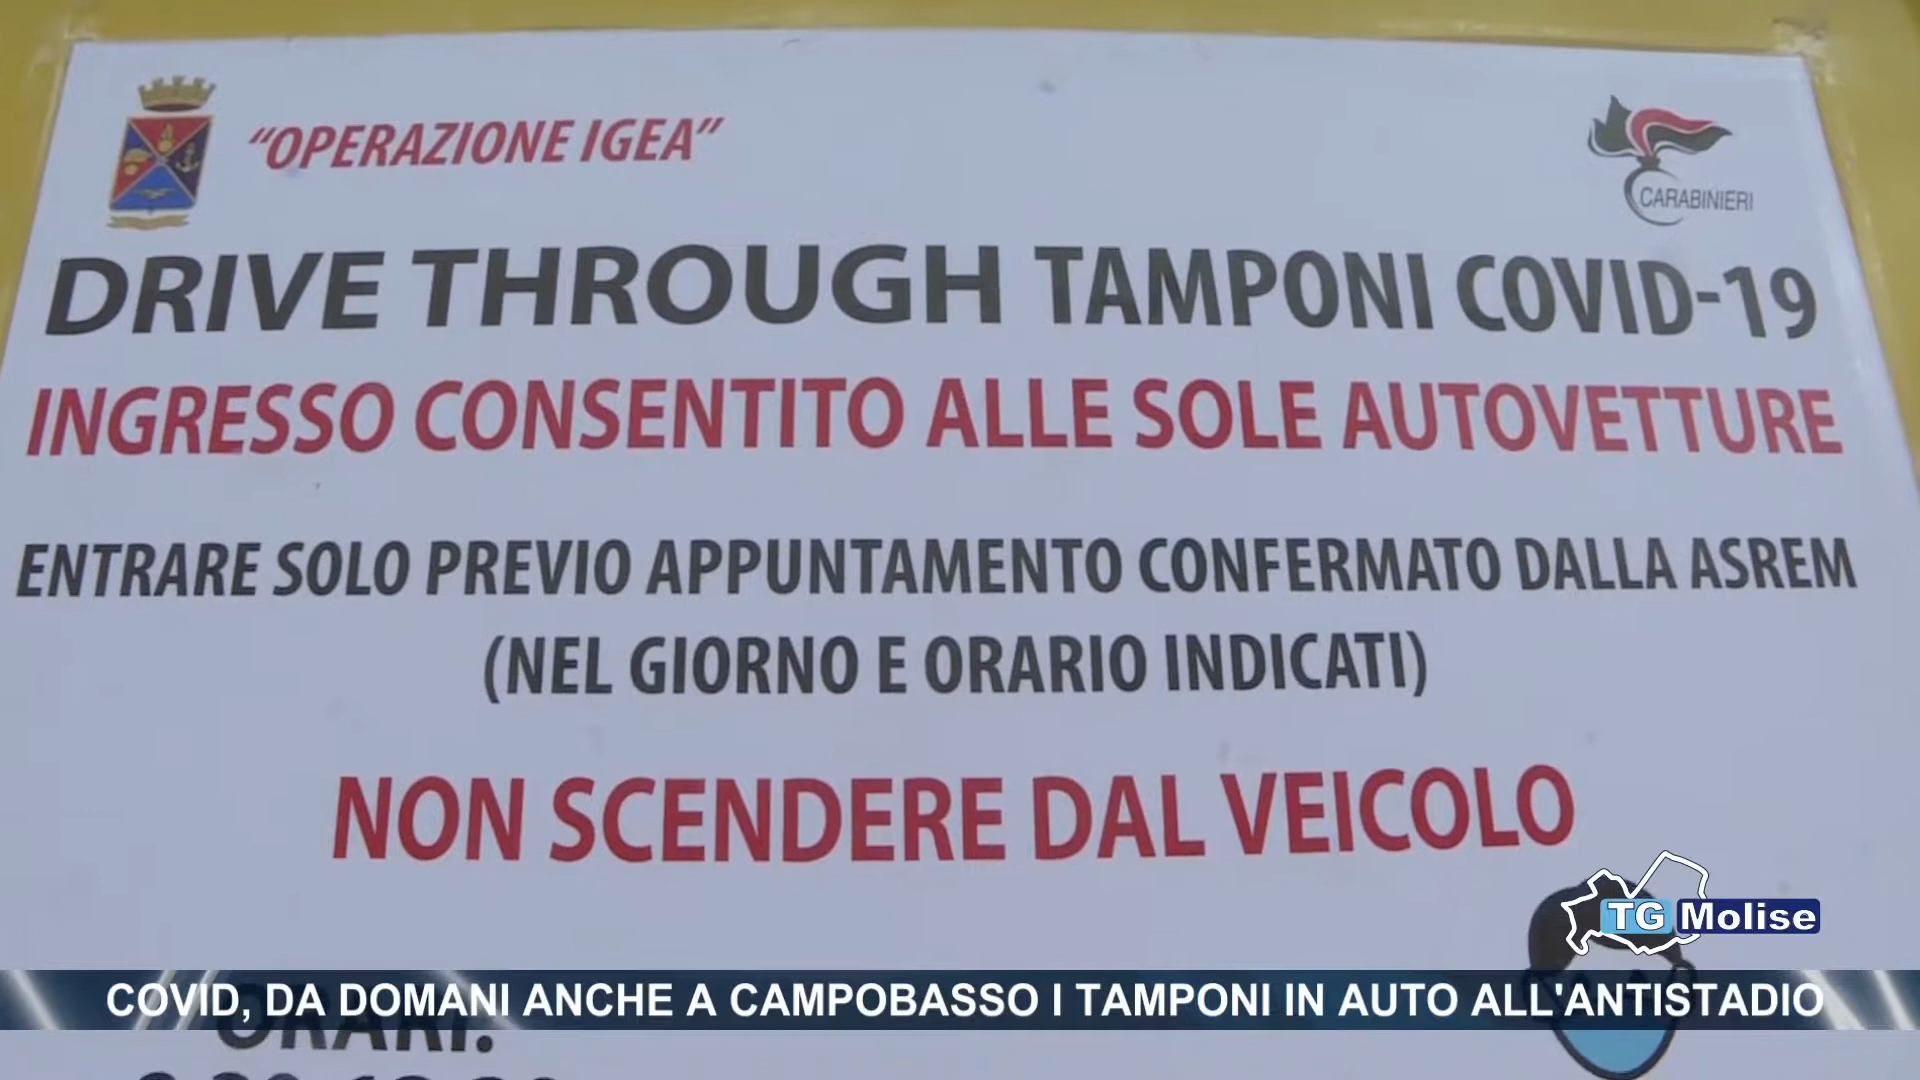 "OPERAZIONE IGEA"
CARABINIERI
DRIVE THROUGH TAMPONI COVID-19
INGRESSO CONSENTITO ALLE SOLE AUTOVETTURE
ENTRARE SOLO PREVIO APPUNTAMENTO CONFERMATO DALLA ASREM
(NEL GIORNO E ORARIO INDICATI)
NON SCENDERE DAL VEICOLO
TG Molise
COVID, DA DOMANI ANCHE A CAMPOBASSO I TAMPONI IN AUTO ALL'ANTISTADIO
ORARI: